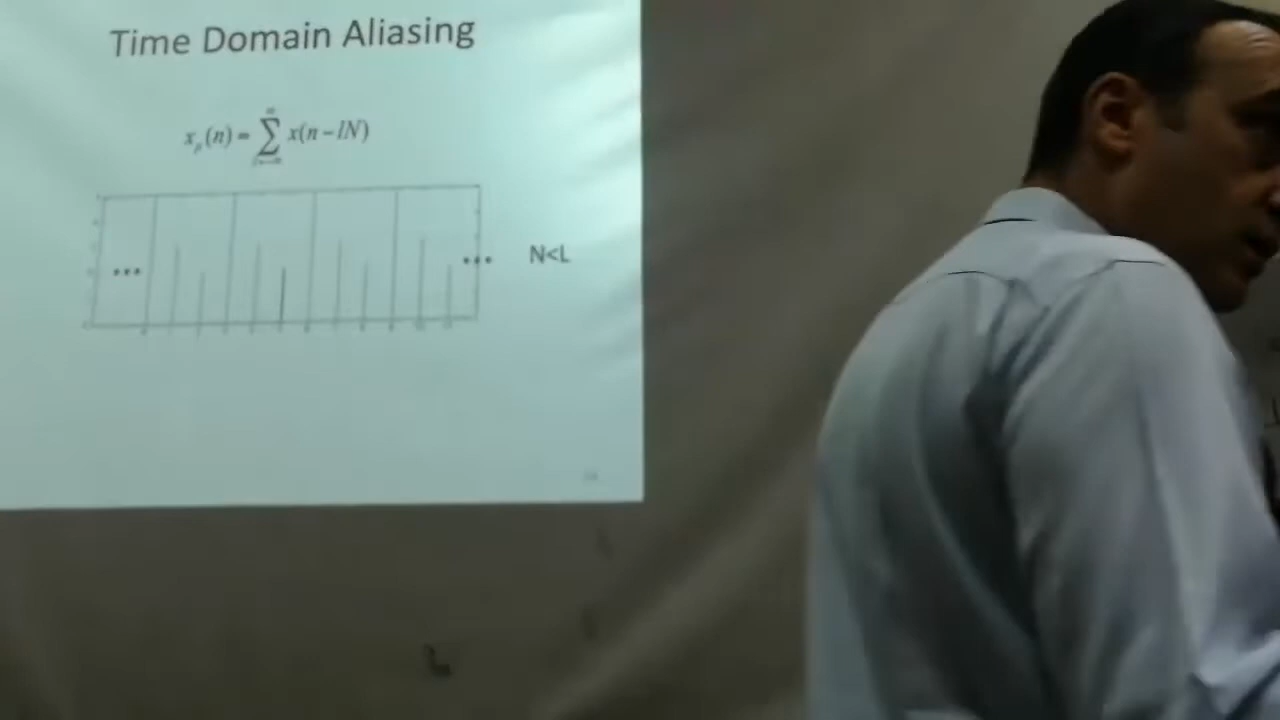 Time Domain Aliasing
x_p(n) = ∑_{l=-∞}^{∞} x(n-lN)
••• •••
N<L